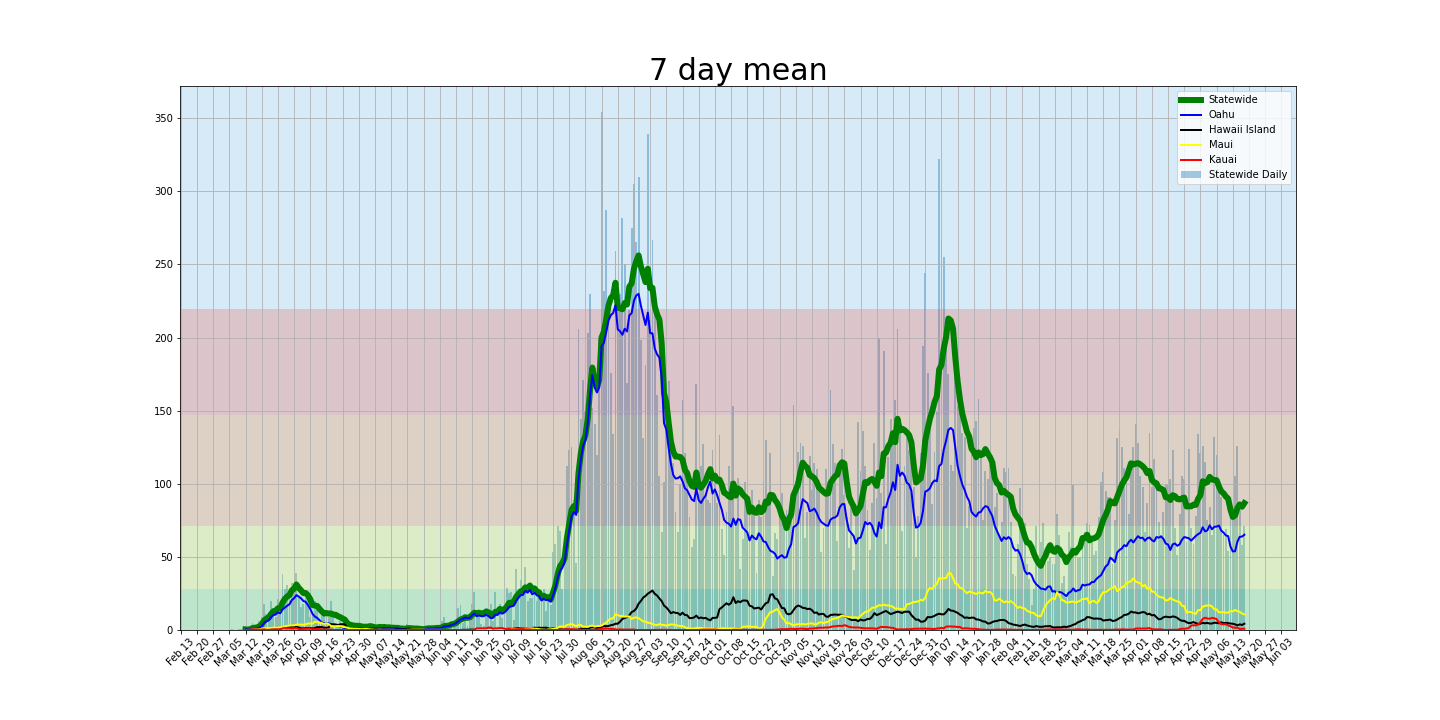 7 day mean
Statewide
Oahu
Hawaii Island
Maui
Kauai
Statewide Daily
350
300
250
200
150
100
50
0
Feb 13
Feb 20
Feb 27
Mar 05
Mar 12
Mar 19
Mar 26
Apr 02
Apr 09
Apr 16
Apr 23
Apr 30
May 07
May 14
May 21
May 28
Jun 04
Jun 11
Jun 18
Jun 25
Jul 02
Jul 09
Jul 16
Jul 23
Jul 30
Aug 06
Aug 13
Aug 20
Aug 27
Sep 03
Sep 10
Sep 17
Sep 24
Oct 01
Oct 08
Oct 15
Oct 22
Oct 29
Nov 05
Nov 12
Nov 19
Nov 26
Dec 03
Dec 10
Dec 17
Dec 24
Dec 31
Jan 07
Jan 14
Jan 21
Jan 28
Feb 04
Feb 11
Feb 18
Feb 25
Mar 04
Mar 11
Mar 18
Mar 25
Apr 01
Apr 08
Apr 15
Apr 22
Apr 29
May 06
May 13
May 20
May 27
Jun 03